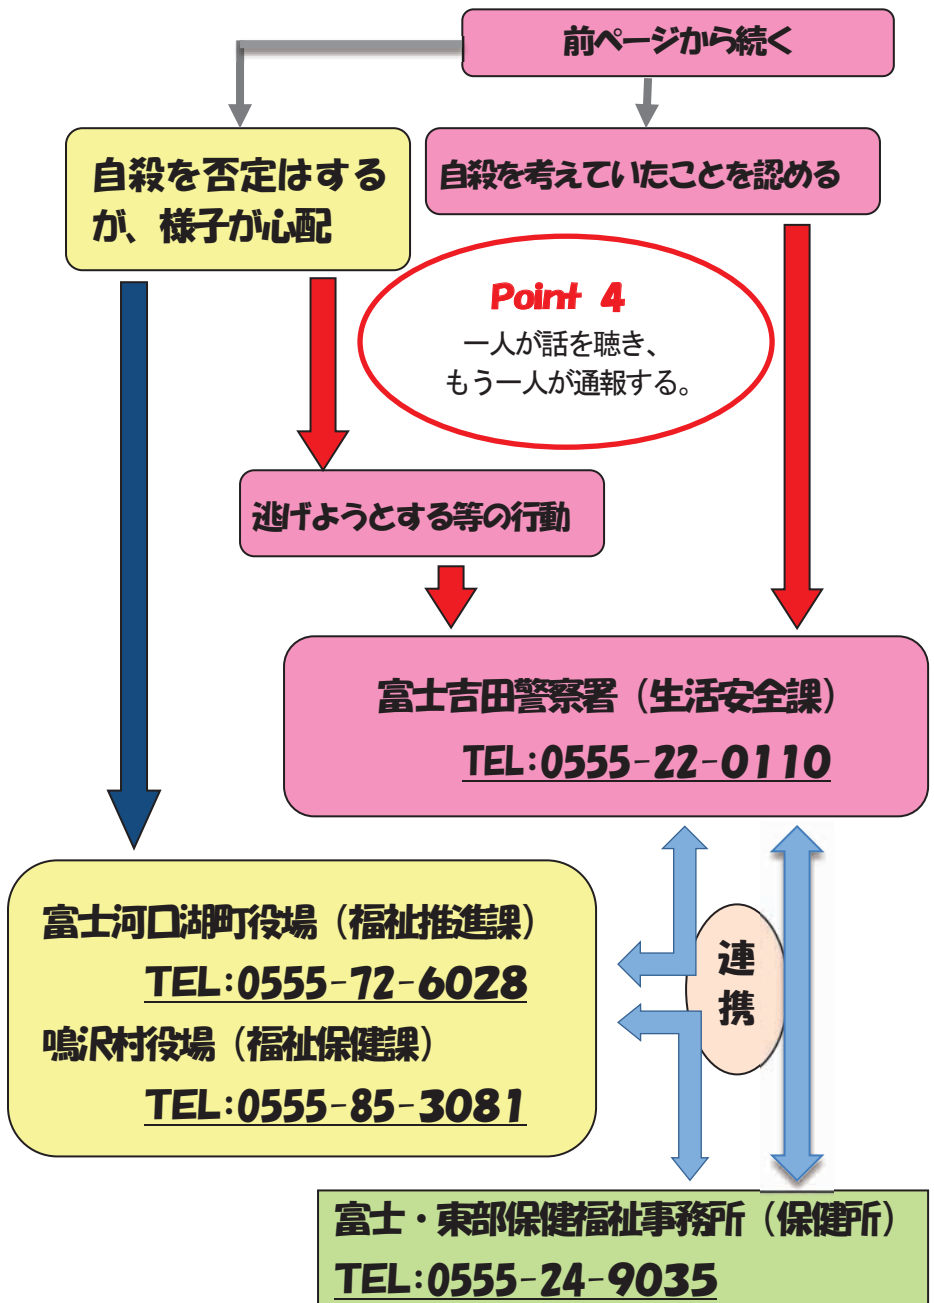 前ページから続く
自殺を否定はする
が、様子が心配
自殺を考えていたことを認める
Point 4
一人が話を聴き、
もう一人が通報する。
逃げようとする等の行動
富士吉田警察署（生活安全課）
TEL:0555-22-0110
富士河口湖町役場（福祉推進課）
TEL:0555-72-6028
鳴沢村役場（福祉保健課）
TEL:0555-85-3081
連
携
富士・東部保健福祉事務所（保健所）
TEL:0555-24-9035